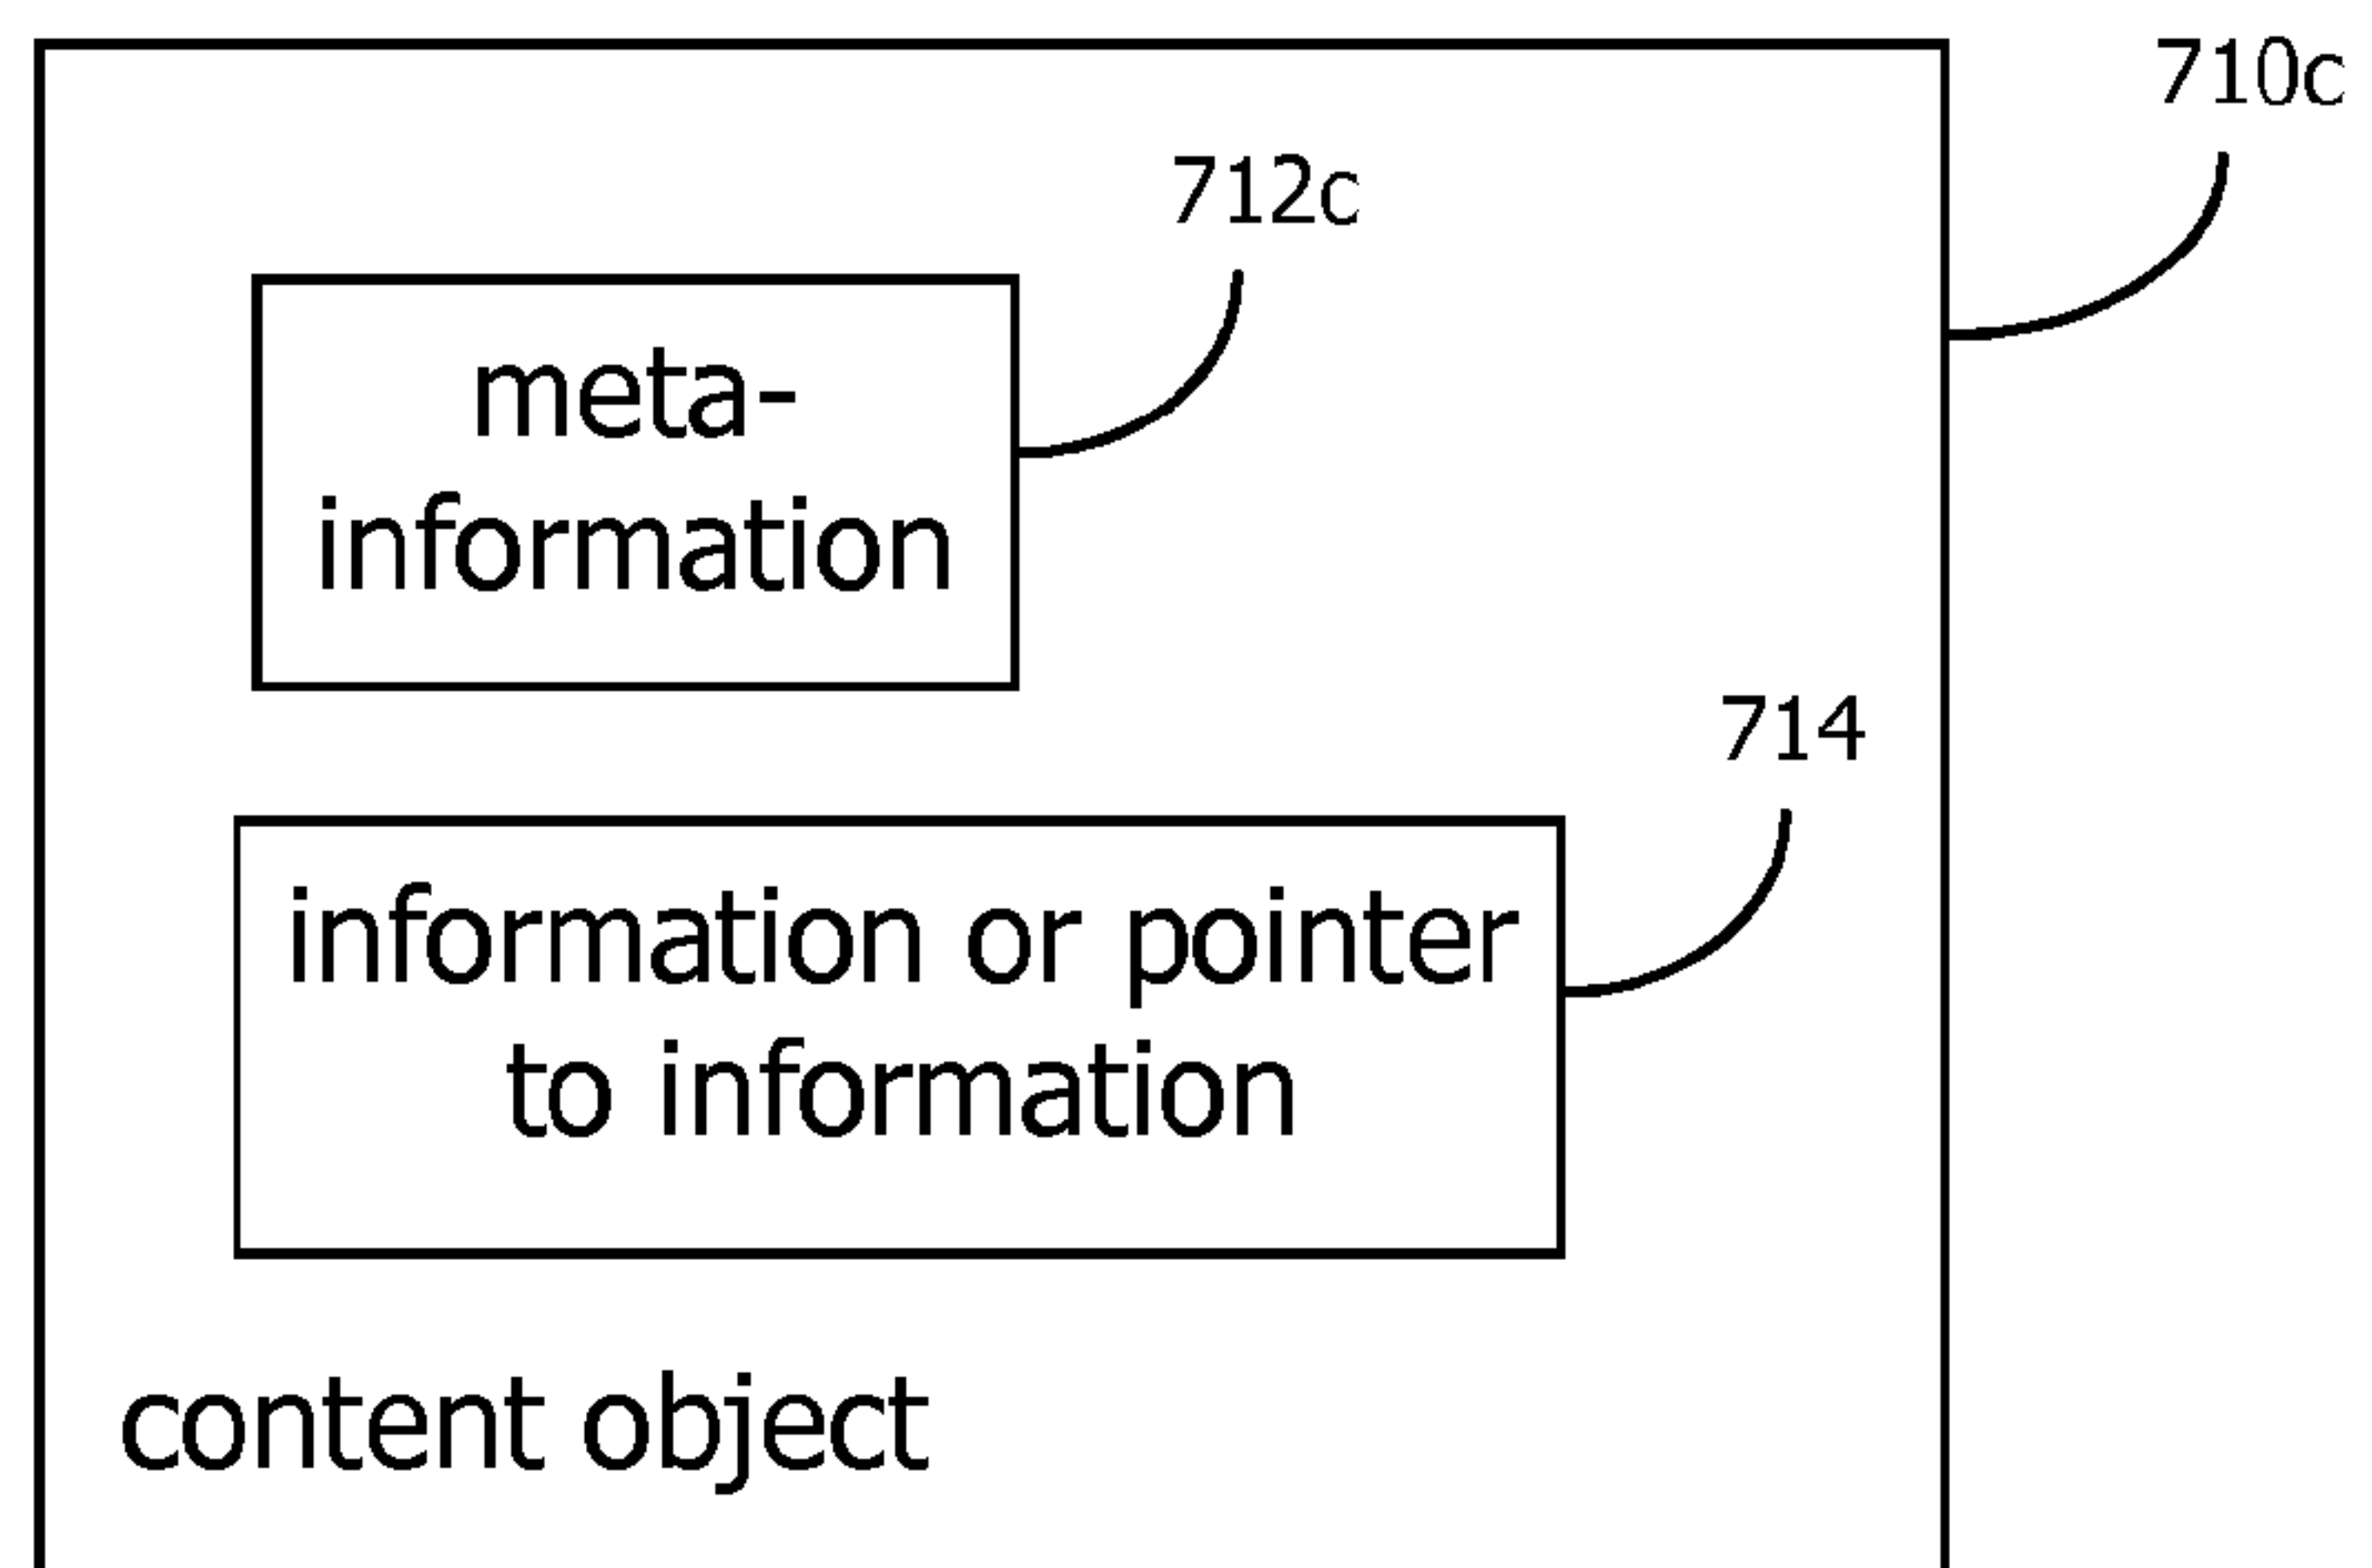 710c
712c
meta-
information
714
information or pointer
to information
content object